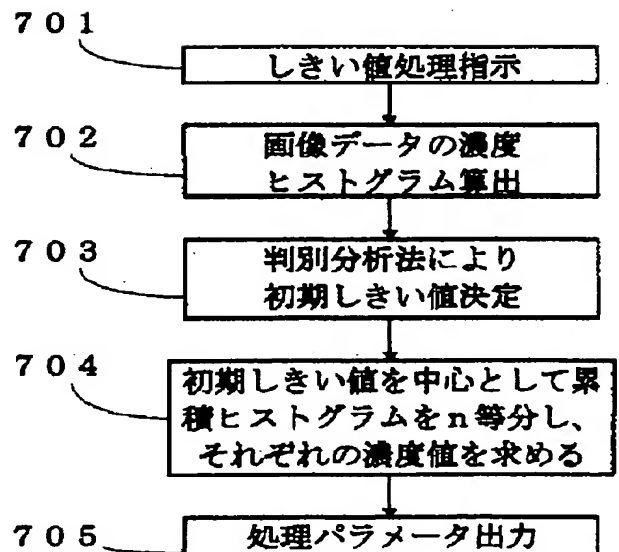 701
しきい値処理指示
702
画像データの濃度
ヒストグラム算出
703
判別分析法により
初期しきい値決定
704
初期しきい値を中心として累
積ヒストグラムをn等分し、
それぞれの濃度値を求める
705
処理パラメータ出力